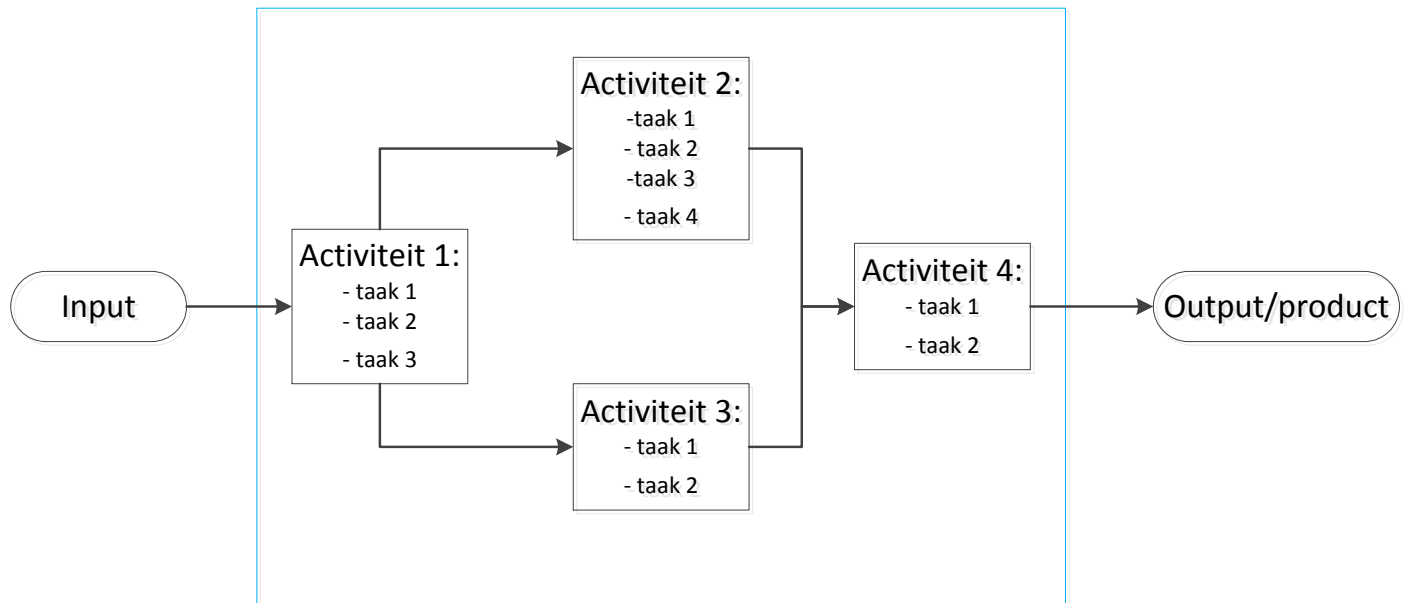 Input
Activiteit 1:
- taak 1
- taak 2
- taak 3
Activiteit 2:
-taak 1
- taak 2
-taak 3
- taak 4
Activiteit 3:
- taak 1
- taak 2
Activiteit 4:
- taak 1
- taak 2
Output/product